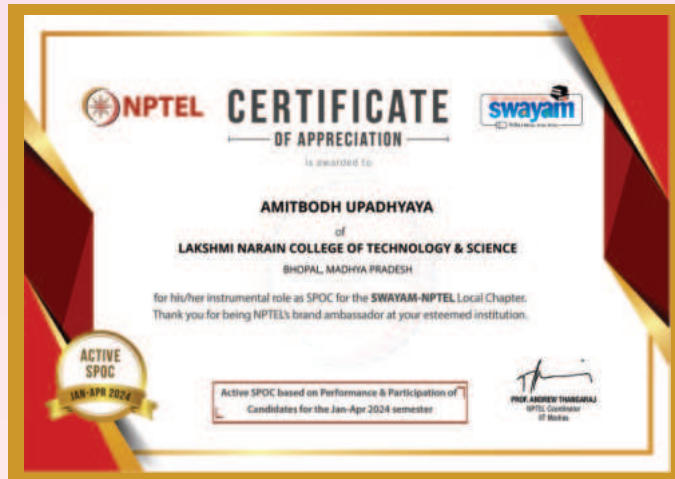 NPTEL
CERTIFICATE
swayam
OF APPRECIATION
is awarded to
AMITBODH UPADHYAYA
of
LAKSHMI NARAIN COLLEGE OF TECHNOLOGY & SCIENCE
BHOPAL, MADHYA PRADESH
for his/her instrumental role as SPOC for the SWAYAM-NPTEL Local Chapter.
Thank you for being NPTEL's brand ambassador at your esteemed institution.
ACTIVE
SPOC
JAN-APR 2024
Active SPOC based on Performance & Participation of
Candidates for the Jan-Apr 2024 semester
PROF. ANDREW THANGARAJ
NPTEL Coordinator
IIT Madras